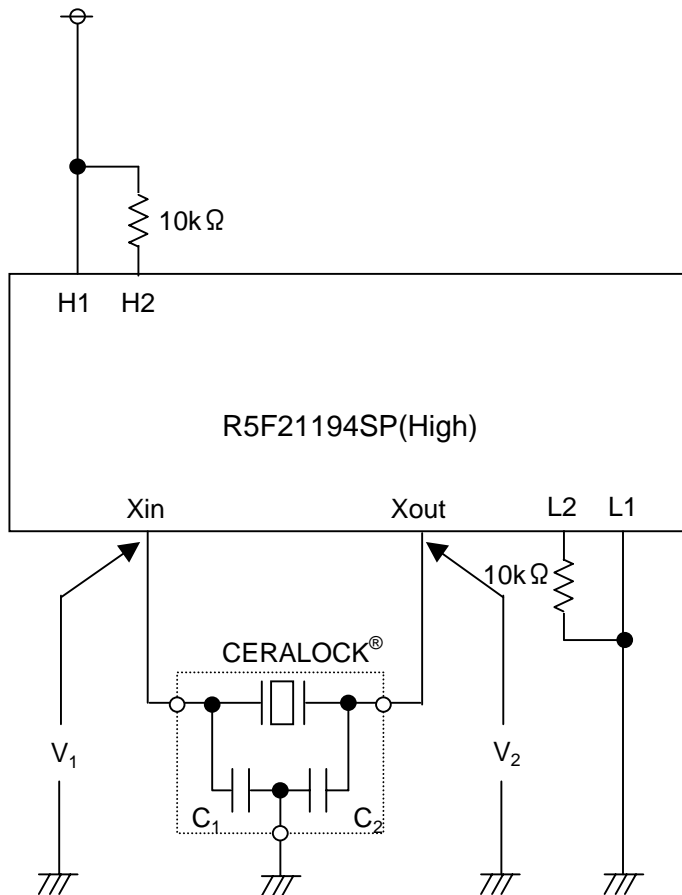 10kΩ
H1 H2
R5F21194SP(High)
Xin Xout L2 L1
10kΩ
CERALOCK®
V₁ V₂
C₁ C₂